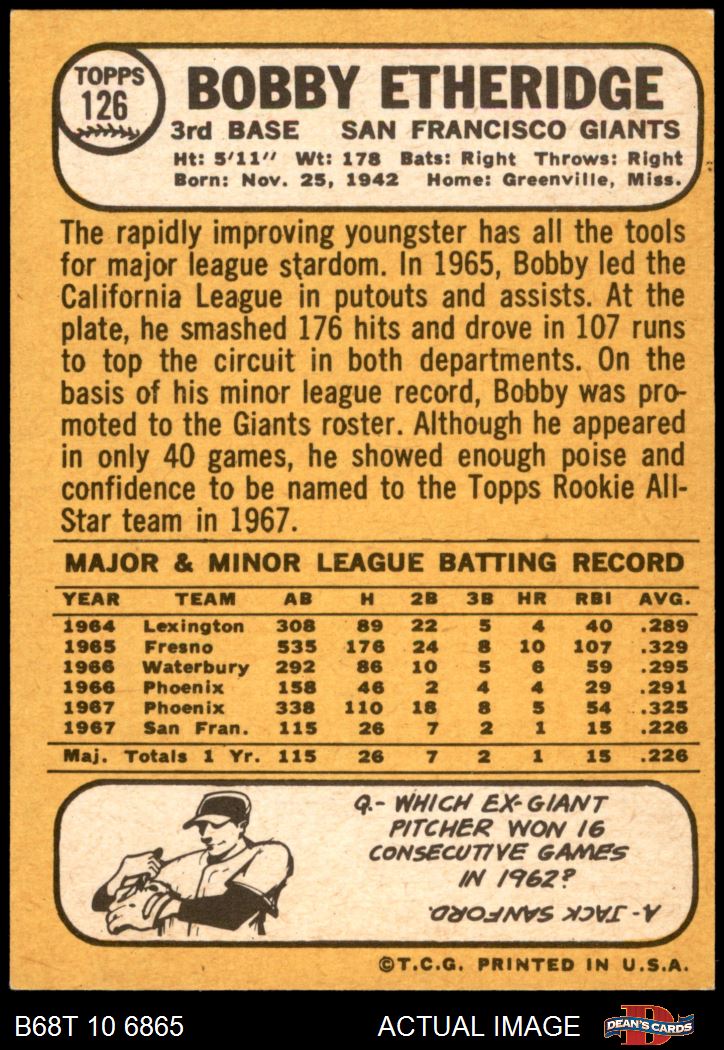 TOPPS
126
BOBBY ETHERIDGE
3rd BASE SAN FRANCISCO GIANTS
Ht: 5'11" Wt: 178 Bats: Right Throws: Right
Born: Nov. 25, 1942 Home: Greenville, Miss.
The rapidly improving youngster has all the tools
for major league stardom. In 1965, Bobby led the
California League in putouts and assists. At the
plate, he smashed 176 hits and drove in 107 runs
to top the circuit in both departments. On the
basis of his minor league record, Bobby was pro-
moted to the Giants roster. Although he appeared
in only 40 games, he showed enough poise and
confidence to be named to the Topps Rookie All-
Star team in 1967.
MAJOR & MINOR LEAGUE BATTING RECORD
YEAR TEAM AB H 2B 3B HR RBI AVG.
1964 Lexington 308 89 22 5 4 40 .289
1965 Fresno 535 176 24 8 10 107 .329
1966 Waterbury 292 86 10 5 6 59 .295
1966 Phoenix 158 46 2 4 4 29 .291
1967 Phoenix 338 110 18 8 5 54 .325
1967 San Fran. 115 26 7 2 1 15 .226
Maj. Totals 1 Yr. 115 26 7 2 1 15 .226
Q.- WHICH EX-GIANT
PITCHER WON 16
CONSECUTIVE GAMES
IN 1962?
A- JACK SANFORD.
©T.C.G. PRINTED IN U.S.A.
B68T 10 6865 ACTUAL IMAGE D DEAN'S CARDS